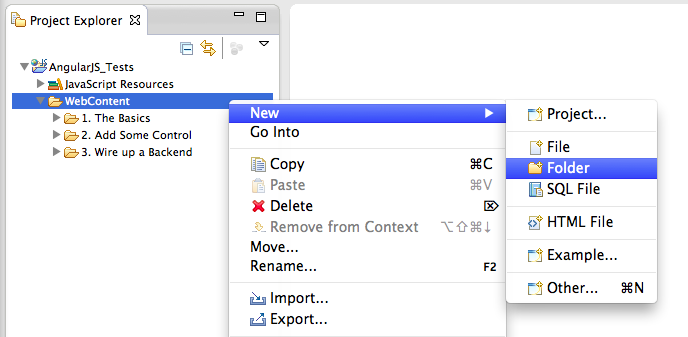 Project Explorer
AngularJS_Tests
JavaScript Resources
WebContent
1. The Basics
2. Add Some Control
3. Wire up a Backend
New
Go Into
Copy ⌘C
Paste ⌘V
Delete ⌦
Remove from Context ⌥⇧⌘↓
Move...
Rename... F2
Import...
Export...
Project...
File
Folder
SQL File
HTML File
Example...
Other... ⌘N